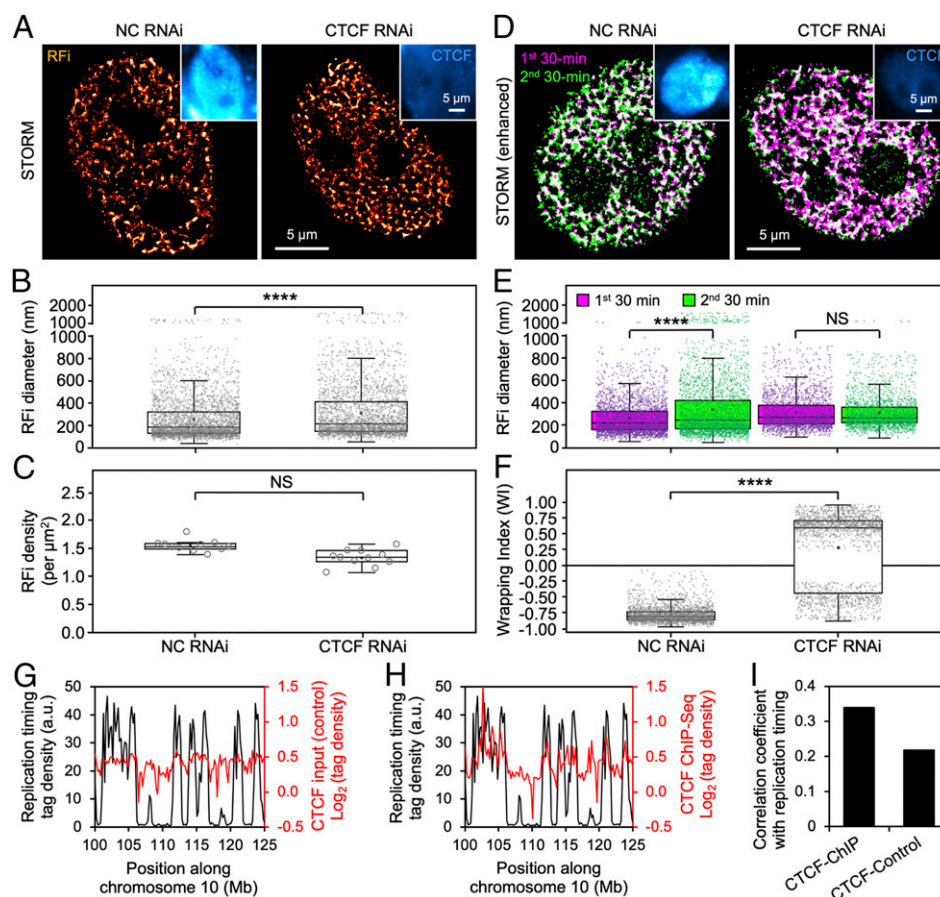 A
NC RNAi
CTCF RNAi
RFi
CTCF
5 µm
STORM
5 µm
D
NC RNAi
CTCF RNAi
1st 30-min
2nd 30-min
CTCF
5 µm
STORM (enhanced)
5 µm
B
RFi diameter (nm)
2000
1000
800
600
400
200
0
****
C
RFi density
(per µm²)
2.5
2.0
1.5
1.0
0.5
0.0
NS
NC RNAi
CTCF RNAi
E
RFi diameter (nm)
2000
1000
800
600
400
200
0
1st 30 min
2nd 30 min
****
NS
F
Wrapping Index (WI)
1.00
0.75
0.50
0.25
0.00
-0.25
-0.50
-0.75
-1.00
****
NC RNAi
CTCF RNAi
G
Replication timing
tag density (a.u.)
50
40
30
20
10
0
1.5
1.0
0.5
0.0
-0.5
CTCF input (control)
Log2 (tag density)
100 105 110 115 120 125
Position along
chromosome 10 (Mb)
H
Replication timing
tag density (a.u.)
50
40
30
20
10
0
1.5
1.0
0.5
0.0
-0.5
CTCF ChIP-Seq
Log2 (tag density)
100 105 110 115 120 125
Position along
chromosome 10 (Mb)
I
Correlation coefficient
with replication timing
0.4
0.3
0.2
0.1
0
CTCF-ChIP
CTCF-Control